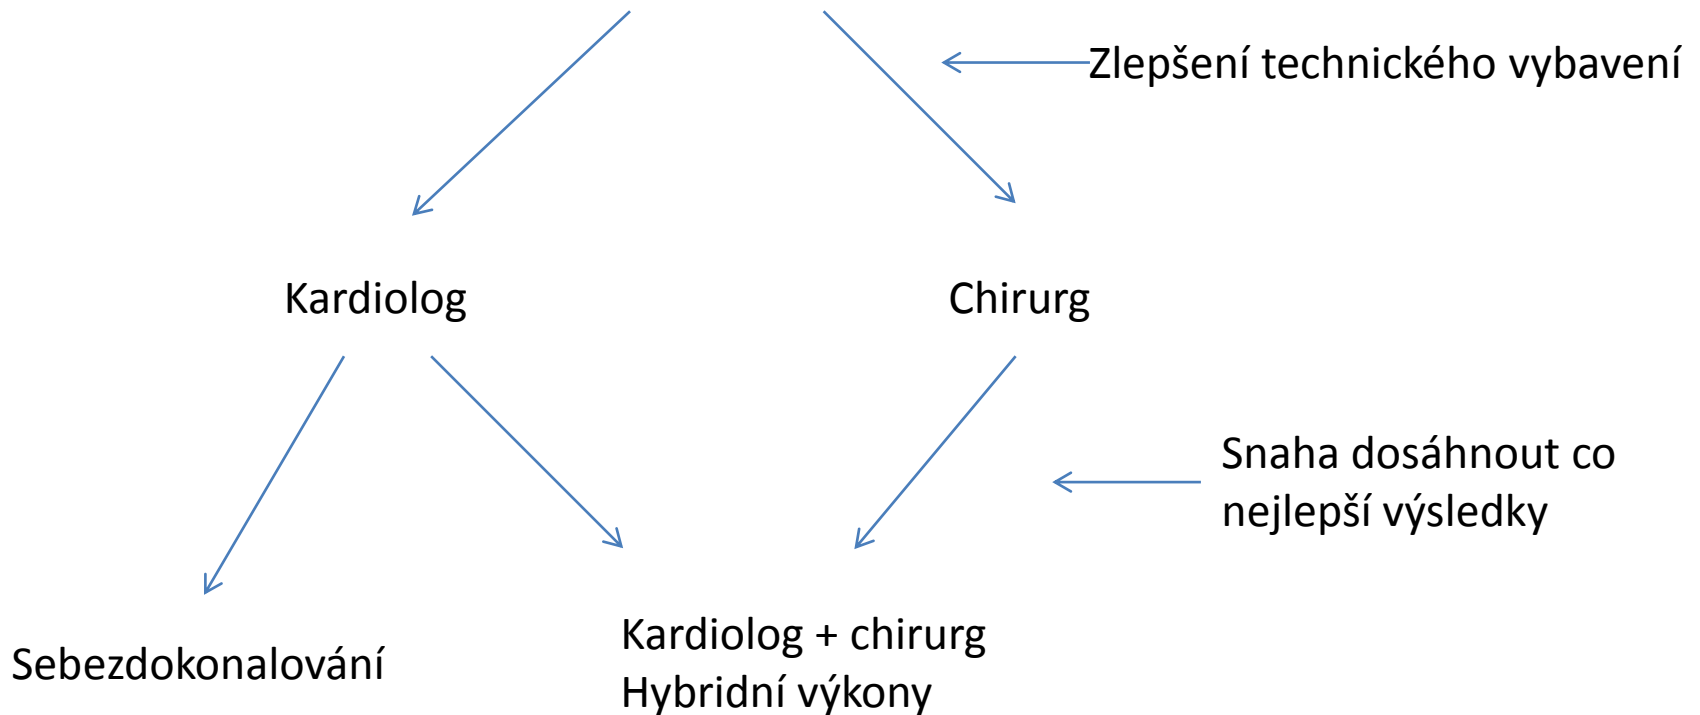 Zlepšení technického vybavení
Kardiolog
Chirurg
Snaha dosáhnout co
nejlepší výsledky
Sebezdokonalování
Kardiolog + chirurg
Hybridní výkony